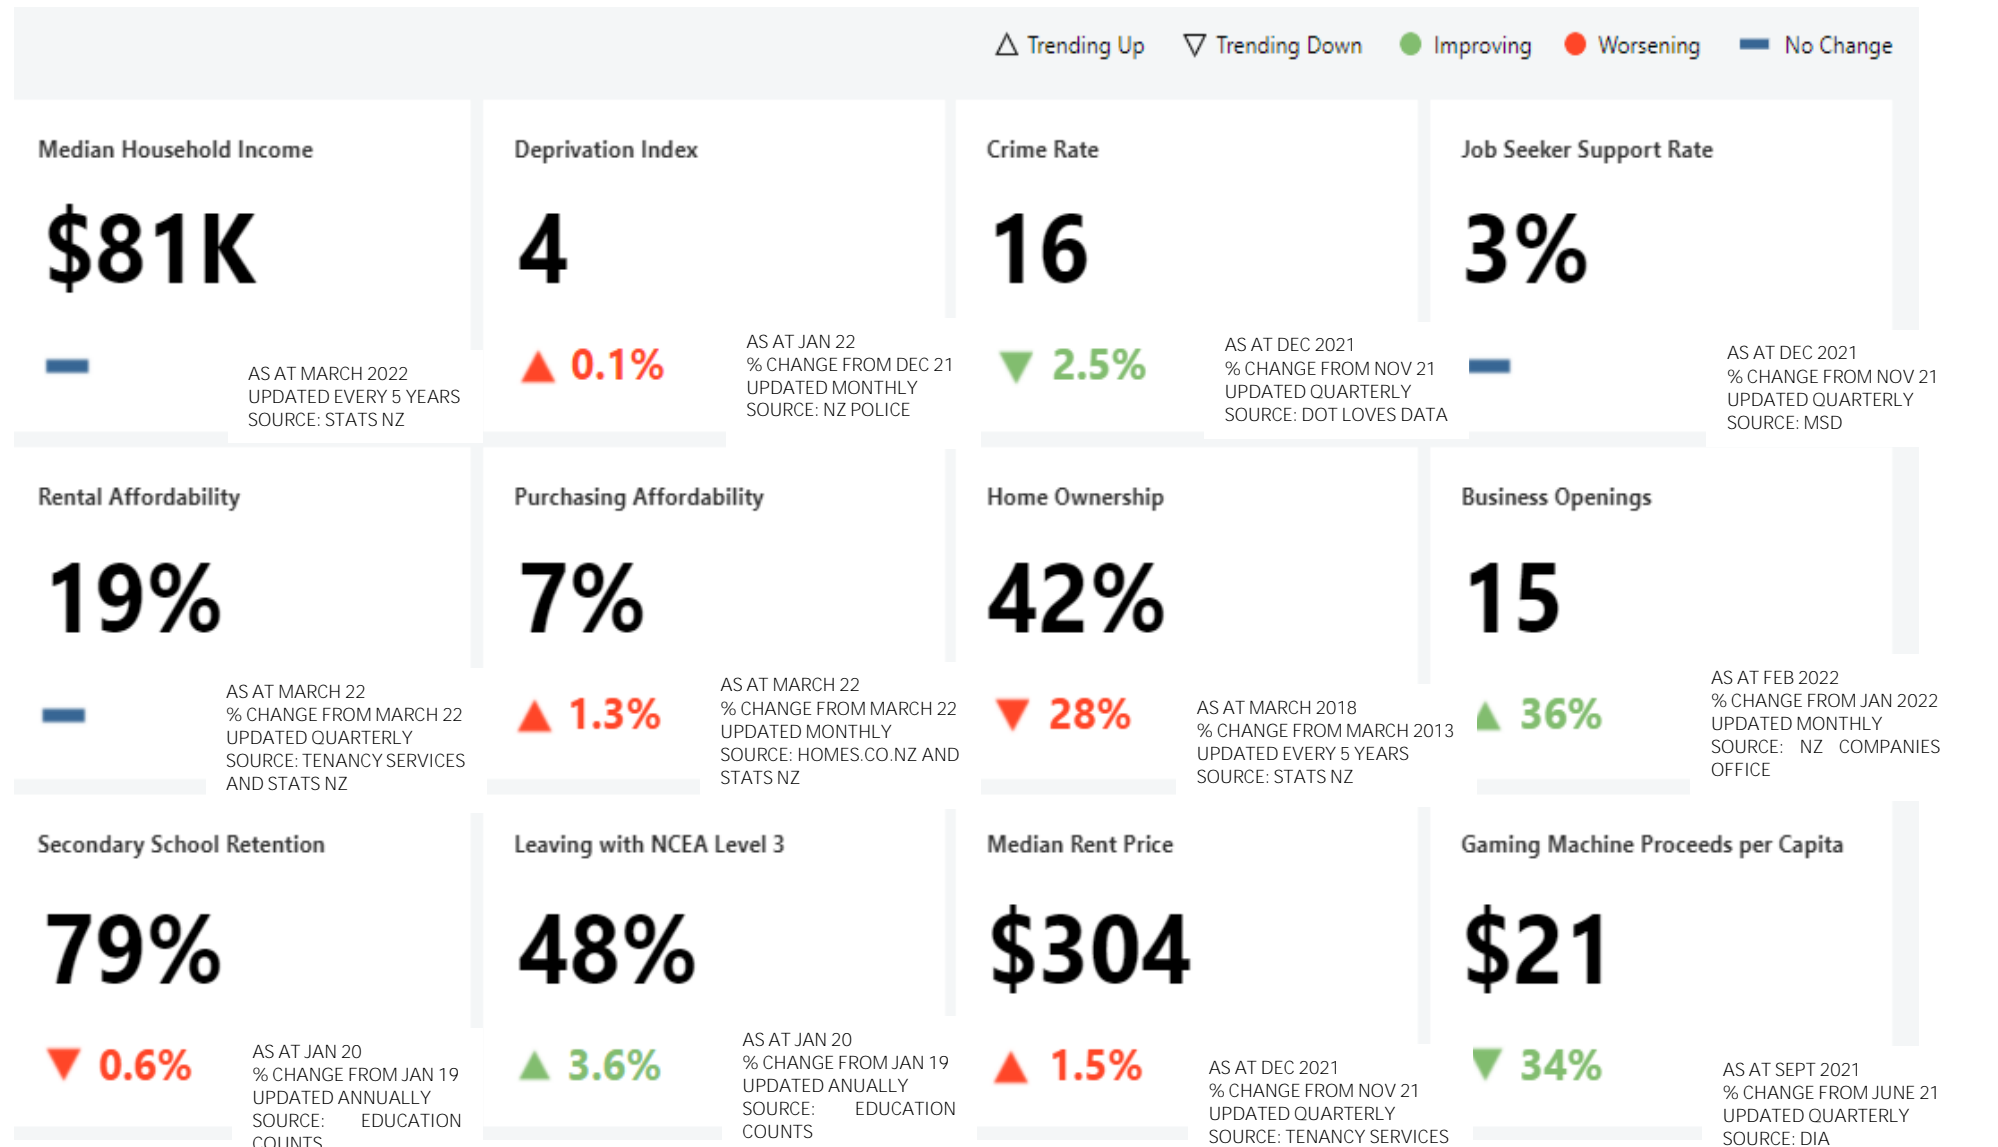 Trending Up Trending Down Improving Worsening No Change
Median Household Income
$81K
AS AT MARCH 2022
UPDATED EVERY 5 YEARS
SOURCE: STATS NZ
Deprivation Index
4
0.1%
AS AT JAN 22
% CHANGE FROM DEC 21
UPDATED MONTHLY
SOURCE: NZ POLICE
Crime Rate
16
2.5%
AS AT DEC 2021
% CHANGE FROM NOV 21
UPDATED QUARTERLY
SOURCE: DOT LOVES DATA
Job Seeker Support Rate
3%
AS AT DEC 2021
% CHANGE FROM NOV 21
UPDATED QUARTERLY
SOURCE: MSD
Rental Affordability
19%
AS AT MARCH 22
% CHANGE FROM MARCH 22
UPDATED QUARTERLY
SOURCE: TENANCY SERVICES
AND STATS NZ
Purchasing Affordability
7%
1.3%
AS AT MARCH 22
% CHANGE FROM MARCH 22
UPDATED MONTHLY
SOURCE: HOMES.CO.NZ AND
STATS NZ
Home Ownership
42%
28%
AS AT MARCH 2018
% CHANGE FROM MARCH 2013
UPDATED EVERY 5 YEARS
SOURCE: STATS NZ
Business Openings
15
36%
AS AT FEB 2022
% CHANGE FROM JAN 2022
UPDATED MONTHLY
SOURCE: NZ COMPANIES
OFFICE
Secondary School Retention
79%
0.6%
AS AT JAN 20
% CHANGE FROM JAN 19
UPDATED ANNUALLY
SOURCE: EDUCATION
COUNTS
Leaving with NCEA Level 3
48%
3.6%
AS AT JAN 20
% CHANGE FROM JAN 19
UPDATED ANUALLY
SOURCE: EDUCATION
COUNTS
Median Rent Price
$304
1.5%
AS AT DEC 2021
% CHANGE FROM NOV 21
UPDATED QUARTERLY
SOURCE: TENANCY SERVICES
Gaming Machine Proceeds per Capita
$21
34%
AS AT SEPT 2021
% CHANGE FROM JUNE 21
UPDATED QUARTERLY
SOURCE: DIA